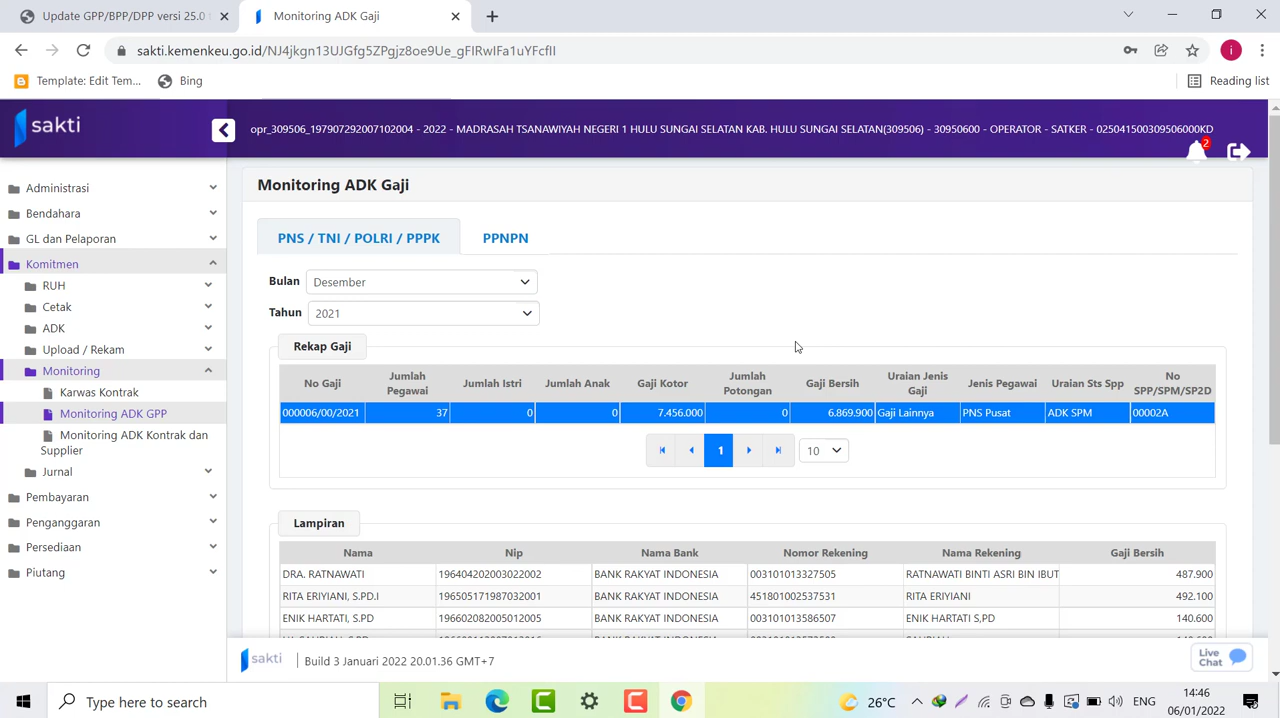 Update GPP/BPP/DPP versi 25.0
Monitoring ADK Gaji
sakti.kemenkeu.go.id/NJ4jkgn13UJGfg5ZPgjz8oe9Ue_gFIRwIFa1uYFcfII
Template: Edit Tem...
Bing
Reading list
sakti
opr_309506_197907292007102004 - 2022 - MADRASAH TSANAWIYAH NEGERI 1 HULU SUNGAI SELATAN KAB. HULU SUNGAI SELATAN(309506) - 30950600 - OPERATOR - SATKER - 025041500309506000KD
2
Administrasi
Bendahara
GL dan Pelaporan
Komitmen
RUH
Cetak
ADK
Upload / Rekam
Monitoring
Karwas Kontrak
Monitoring ADK GPP
Monitoring ADK Kontrak dan
Supplier
Jurnal
Pembayaran
Penganggaran
Persediaan
Piutang
Monitoring ADK Gaji
PNS / TNI / POLRI / PPPK PPNPN
Bulan Desember
Tahun 2021
Rekap Gaji
No Gaji Jumlah Pegawai Jumlah Istri Jumlah Anak Gaji Kotor Jumlah Potongan Gaji Bersih Uraian Jenis Gaji Jenis Pegawai Uraian Sts Spp No SPP/SPM/SP2D
000006/00/2021 37 0 0 7.456.000 0 6.869.900 Gaji Lainnya PNS Pusat ADK SPM 00002A
1 10
Lampiran
Nama Nip Nama Bank Nomor Rekening Nama Rekening Gaji Bersih
DRA. RATNAWATI 196404202003022002 BANK RAKYAT INDONESIA 003101013327505 RATNAWATI BINTI ASRI BIN IBUT 487.900
RITA ERIYIANI, S.PD.I 196505171987032001 BANK RAKYAT INDONESIA 451801002537531 RITA ERIYIANI 492.100
ENIK HARTATI, S.PD 196602082005012005 BANK RAKYAT INDONESIA 003101013586507 ENIK HARTATI S,PD 140.600
sakti Build 3 Januari 2022 20.01.36 GMT+7
Live
Chat
Type here to search
26°C
ENG
14:46
06/01/2022